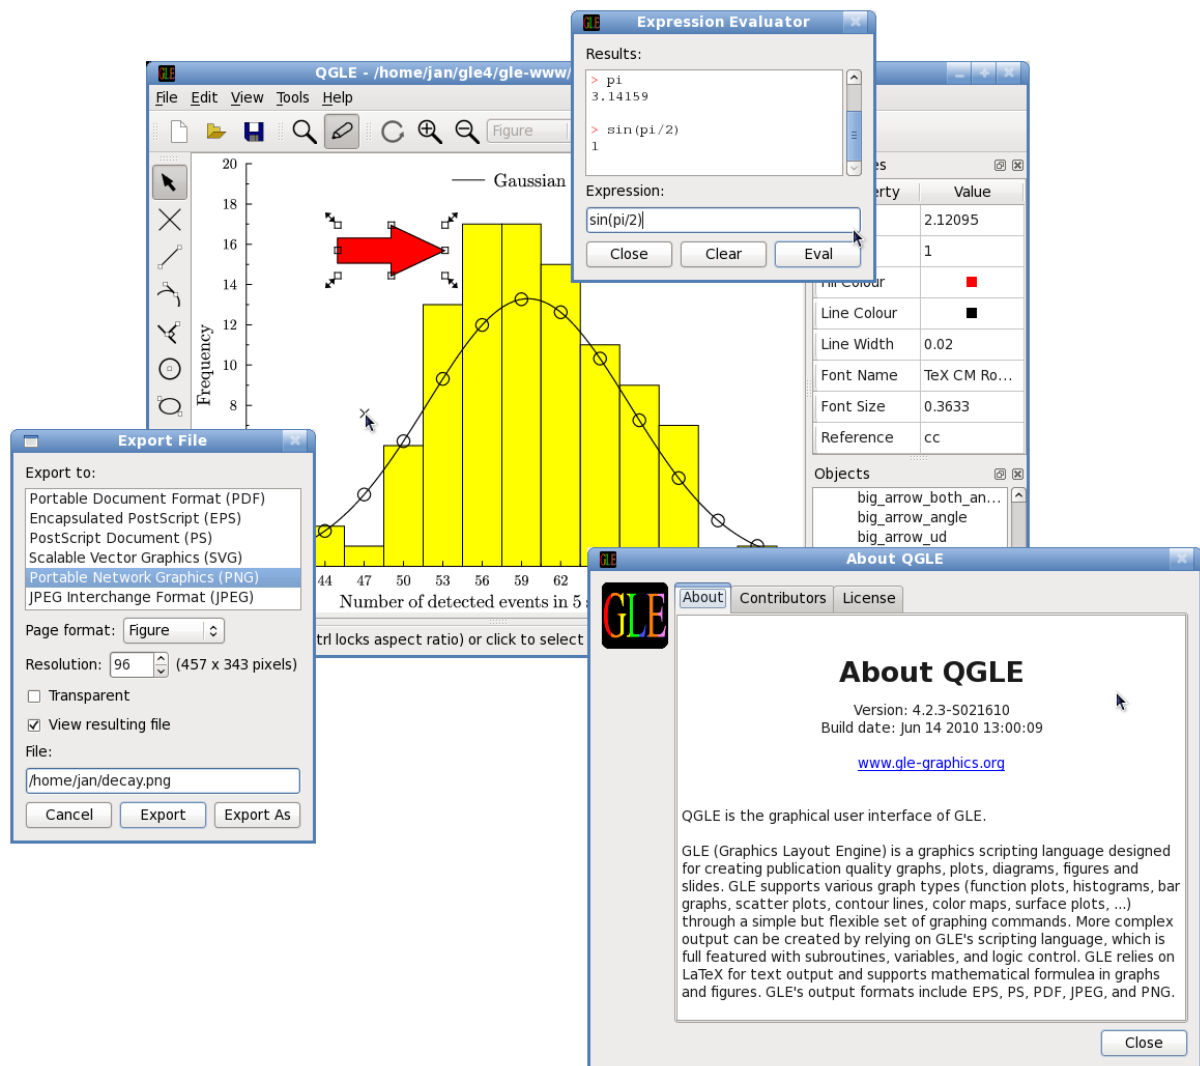 Expression Evaluator
Results:
> pi
3.14159
> sin(pi/2)
1
Expression:
sin(pi/2)
Close Clear Eval
QGLE - /home/jan/gle4/gle-www/
File Edit View Tools Help
Figure
20
18
16
14
12
10
8
Frequency
Gaussian
44 47 50 53 56 59 62
Number of detected events in 5
trl locks aspect ratio) or click to select
Value
2.12095
1
Fill Colour
Line Colour
Line Width 0.02
Font Name TeX CM Ro...
Font Size 0.3633
Reference cc
Objects
big_arrow_both_an...
big_arrow_angle
big_arrow_ud
Export File
Export to:
Portable Document Format (PDF)
Encapsulated PostScript (EPS)
PostScript Document (PS)
Scalable Vector Graphics (SVG)
Portable Network Graphics (PNG)
JPEG Interchange Format (JPEG)
Page format: Figure
Resolution: 96 (457 x 343 pixels)
Transparent
View resulting file
File:
/home/jan/decay.png
Cancel Export Export As
About QGLE
GLE
About Contributors License
About QGLE
Version: 4.2.3-S021610
Build date: Jun 14 2010 13:00:09
www.gle-graphics.org
QGLE is the graphical user interface of GLE.
GLE (Graphics Layout Engine) is a graphics scripting language designed
for creating publication quality graphs, plots, diagrams, figures and
slides. GLE supports various graph types (function plots, histograms, bar
graphs, scatter plots, contour lines, color maps, surface plots, ...)
through a simple but flexible set of graphing commands. More complex
output can be created by relying on GLE's scripting language, which is
full featured with subroutines, variables, and logic control. GLE relies on
LaTeX for text output and supports mathematical formulea in graphs
and figures. GLE's output formats include EPS, PS, PDF, JPEG, and PNG.
Close